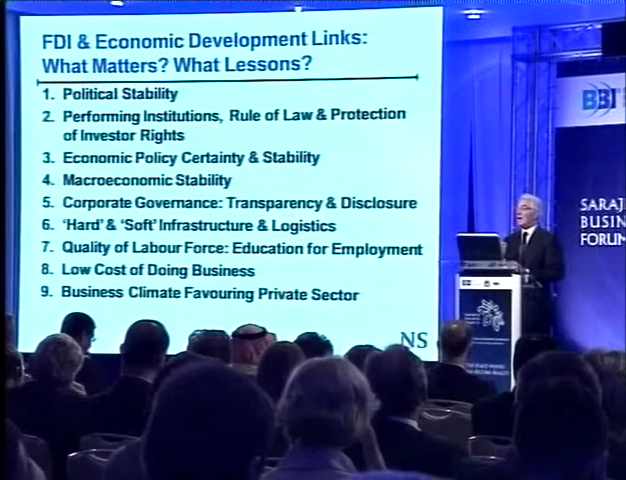 FDI & Economic Development Links:
What Matters? What Lessons?
1. Political Stability
2. Performing Institutions, Rule of Law & Protection
of Investor Rights
3. Economic Policy Certainty & Stability
4. Macroeconomic Stability
5. Corporate Governance: Transparency & Disclosure
6. 'Hard' & 'Soft' Infrastructure & Logistics
7. Quality of Labour Force: Education for Employment
8. Low Cost of Doing Business
9. Business Climate Favouring Private Sector
NS
BBI
SARAJ
BUSIN
FORUM